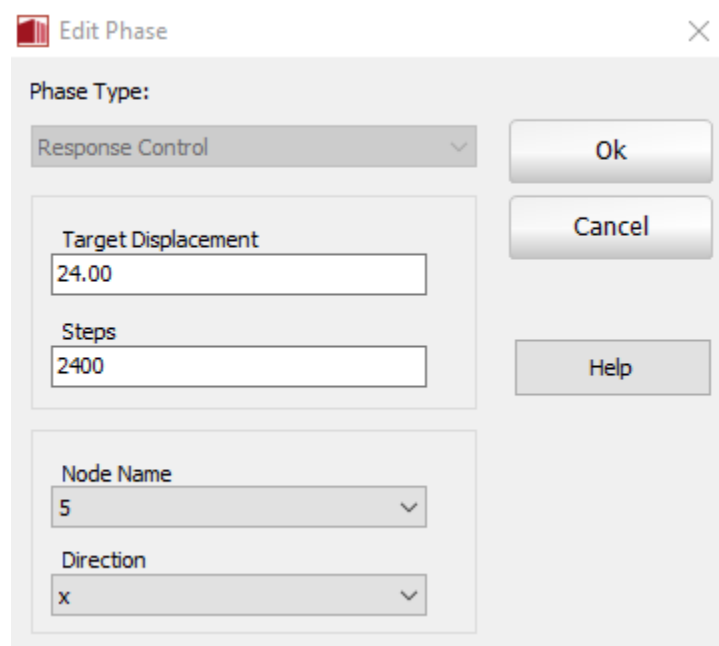 Edit Phase
Phase Type:
Response Control
Ok
Cancel
Target Displacement
24.00
Steps
2400
Help
Node Name
5
Direction
x